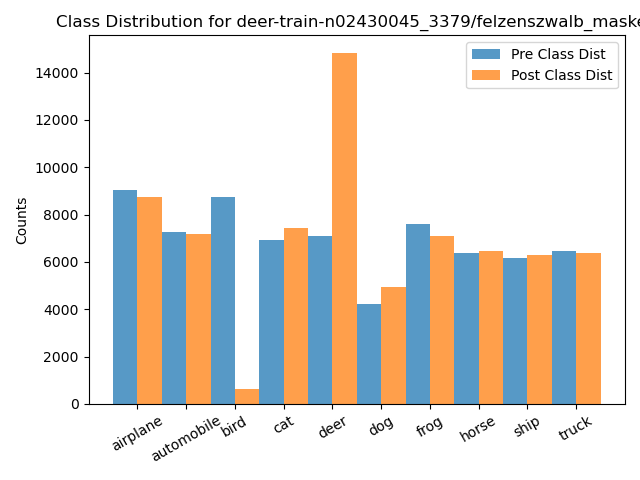 Class Distribution for deer-train-n02430045_3379/felzenszwalb_maske
Pre Class Dist
Post Class Dist
Counts
14000
12000
10000
8000
6000
4000
2000
0
airplane
automobile
bird
cat
deer
dog
frog
horse
ship
truck